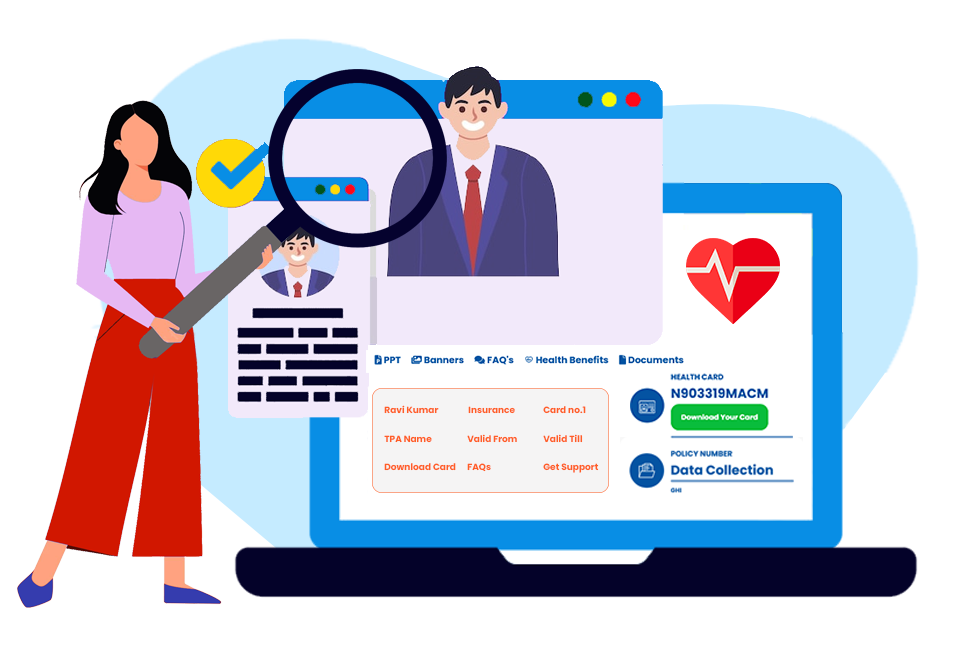 PPT Banners FAQ's Health Benefits Documents
Ravi Kumar Insurance Card no.1
TPA Name Valid From Valid Till
Download Card FAQs Get Support
HEALTH CARD
N903319MACM
Download Your Card
POLICY NUMBER
Data Collection
GHI